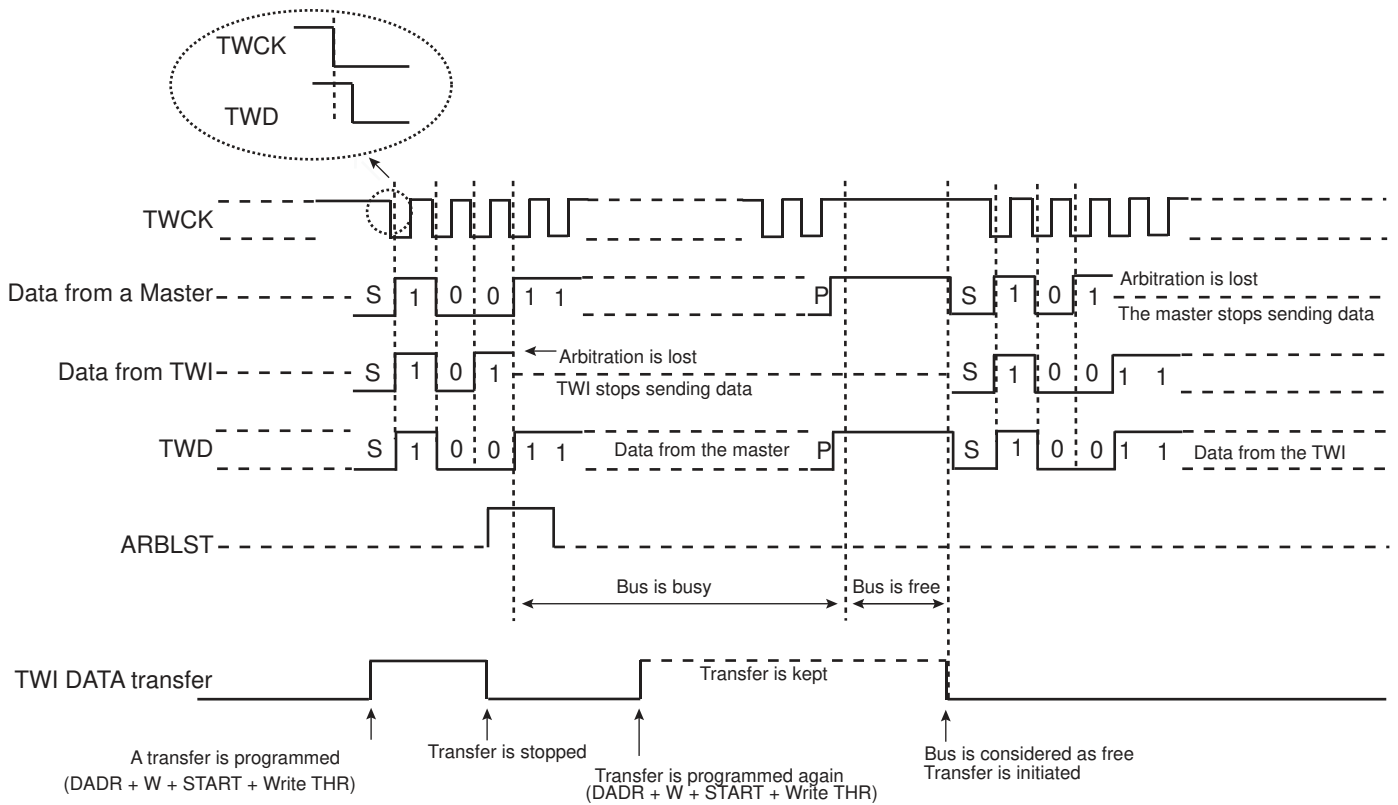 TWCK
TWD
TWCK
Data from a Master S 1 0 0 1 1 P S 1 0 1 Arbitration is lost
The master stops sending data
Data from TWI S 1 0 1 Arbitration is lost S 1 0 0 1 1
TWI stops sending data
TWD S 1 0 0 1 1 Data from the master P S 1 0 0 1 1 Data from the TWI
ARBLST
Bus is busy Bus is free
TWI DATA transfer Transfer is kept
A transfer is programmed
(DADR + W + START + Write THR)
Transfer is stopped
Transfer is programmed again
(DADR + W + START + Write THR)
Bus is considered as free
Transfer is initiated